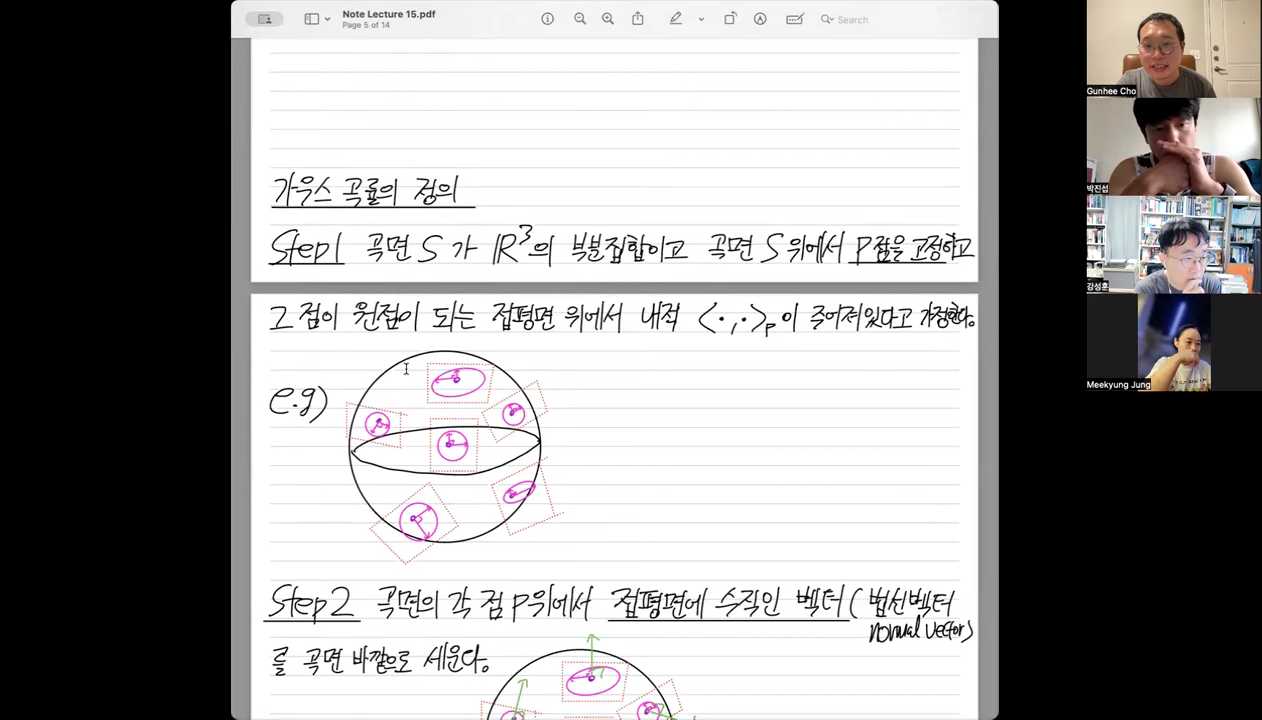 Note Lecture 15.pdf
Page 5 of 14
Search
가우스 곡률의 정의
Step1 곡면 S가 ℝ³의 부분집합이고 곡면 S위에서 P점을 고정하고
그 점이 원점이 되는 접평면 위에서 내적 <·,·>p이 주어져있다고 가정한다.
e.g)
Step2 곡면의 각 점 P위에서 접평면에 수직인 벡터(법선벡터
normal vectors
를 곡면 바깥으로 세운다.
Gunhee Cho
박진섭
강성훈
Meekyung Jung